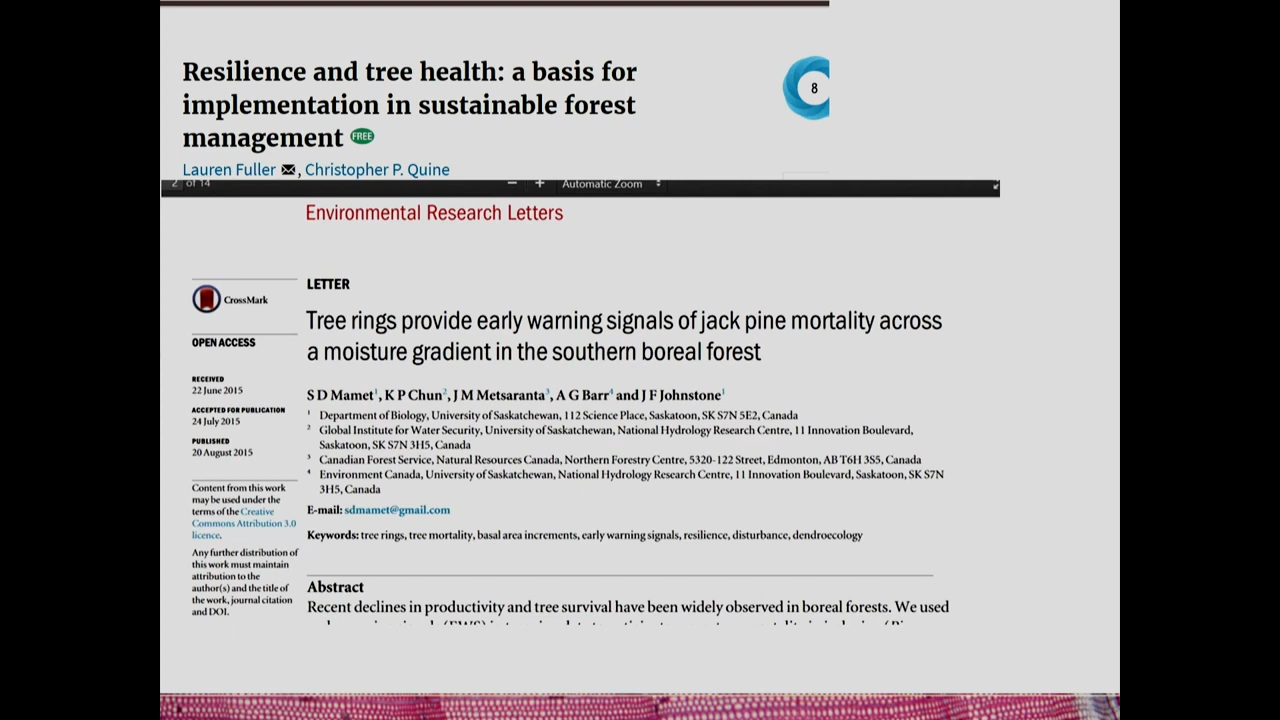 Resilience and tree health: a basis for
implementation in sustainable forest
management FREE
8
Lauren Fuller , Christopher P. Quine
2 of 14
− + Automatic Zoom
Environmental Research Letters
CrossMark
OPEN ACCESS
RECEIVED
22 June 2015
ACCEPTED FOR PUBLICATION
24 July 2015
PUBLISHED
20 August 2015
Content from this work
may be used under the
terms of the Creative
Commons Attribution 3.0
licence.
Any further distribution of
this work must maintain
attribution to the
author(s) and the title of
the work, journal citation
and DOI.
LETTER
Tree rings provide early warning signals of jack pine mortality across
a moisture gradient in the southern boreal forest
S D Mamet1, K P Chun2, J M Metsaranta3, A G Barr4 and J F Johnstone1
1 Department of Biology, University of Saskatchewan, 112 Science Place, Saskatoon, SK S7N 5E2, Canada
2 Global Institute for Water Security, University of Saskatchewan, National Hydrology Research Centre, 11 Innovation Boulevard,
Saskatoon, SK S7N 3H5, Canada
3 Canadian Forest Service, Natural Resources Canada, Northern Forestry Centre, 5320-122 Street, Edmonton, AB T6H 3S5, Canada
4 Environment Canada, University of Saskatchewan, National Hydrology Research Centre, 11 Innovation Boulevard, Saskatoon, SK S7N
3H5, Canada
E-mail: sdmamet@gmail.com
Keywords: tree rings, tree mortality, basal area increments, early warning signals, resilience, disturbance, dendroecology
Abstract
Recent declines in productivity and tree survival have been widely observed in boreal forests. We used